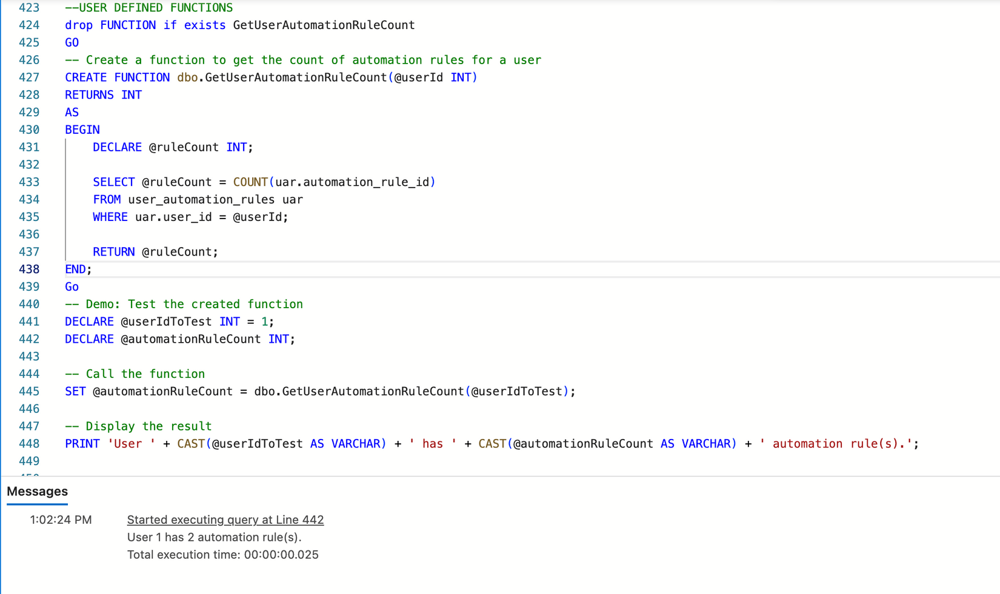 423 --USER DEFINED FUNCTIONS
424 drop FUNCTION if exists GetUserAutomationRuleCount
425 GO
426 -- Create a function to get the count of automation rules for a user
427 CREATE FUNCTION dbo.GetUserAutomationRuleCount(@userId INT)
428 RETURNS INT
429 AS
430 BEGIN
431     DECLARE @ruleCount INT;
432
433     SELECT @ruleCount = COUNT(uar.automation_rule_id)
434     FROM user_automation_rules uar
435     WHERE uar.user_id = @userId;
436
437     RETURN @ruleCount;
438 END;
439 Go
440 -- Demo: Test the created function
441 DECLARE @userIdToTest INT = 1;
442 DECLARE @automationRuleCount INT;
443
444 -- Call the function
445 SET @automationRuleCount = dbo.GetUserAutomationRuleCount(@userIdToTest);
446
447 -- Display the result
448 PRINT 'User ' + CAST(@userIdToTest AS VARCHAR) + ' has ' + CAST(@automationRuleCount AS VARCHAR) + ' automation rule(s).';
449
Messages
1:02:24 PM Started executing query at Line 442
User 1 has 2 automation rule(s).
Total execution time: 00:00:00.025